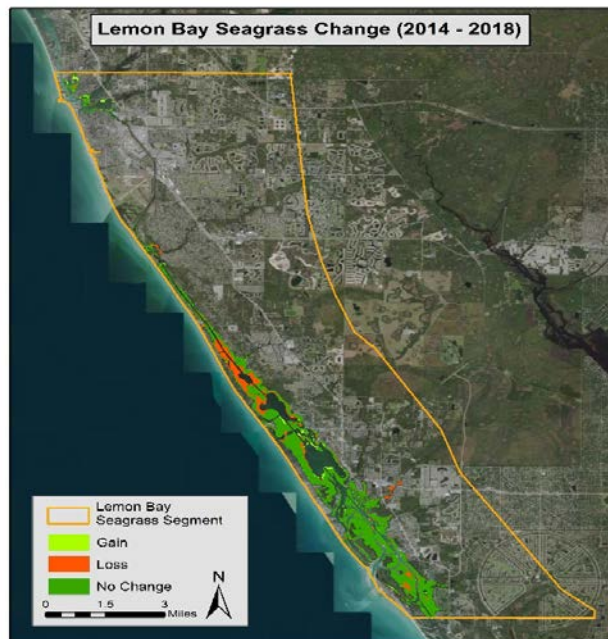 Lemon Bay Seagrass Change (2014 - 2018)
Lemon Bay
Seagrass Segment
Gain
Loss
No Change
N
0 1.5 3
Miles